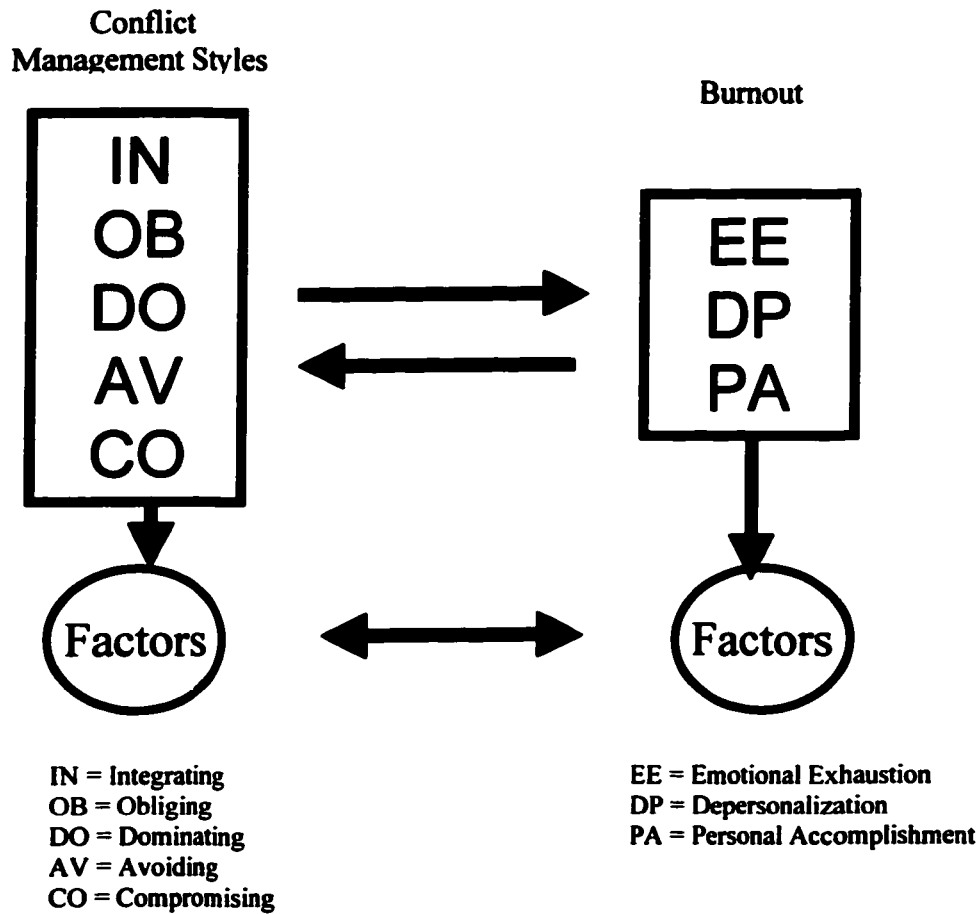 Conflict
Management Styles
IN
OB
DO
AV
CO
Burnout
EE
DP
PA
Factors
Factors
IN = Integrating
OB = Obliging
DO = Dominating
AV = Avoiding
CO = Compromising
EE = Emotional Exhaustion
DP = Depersonalization
PA = Personal Accomplishment